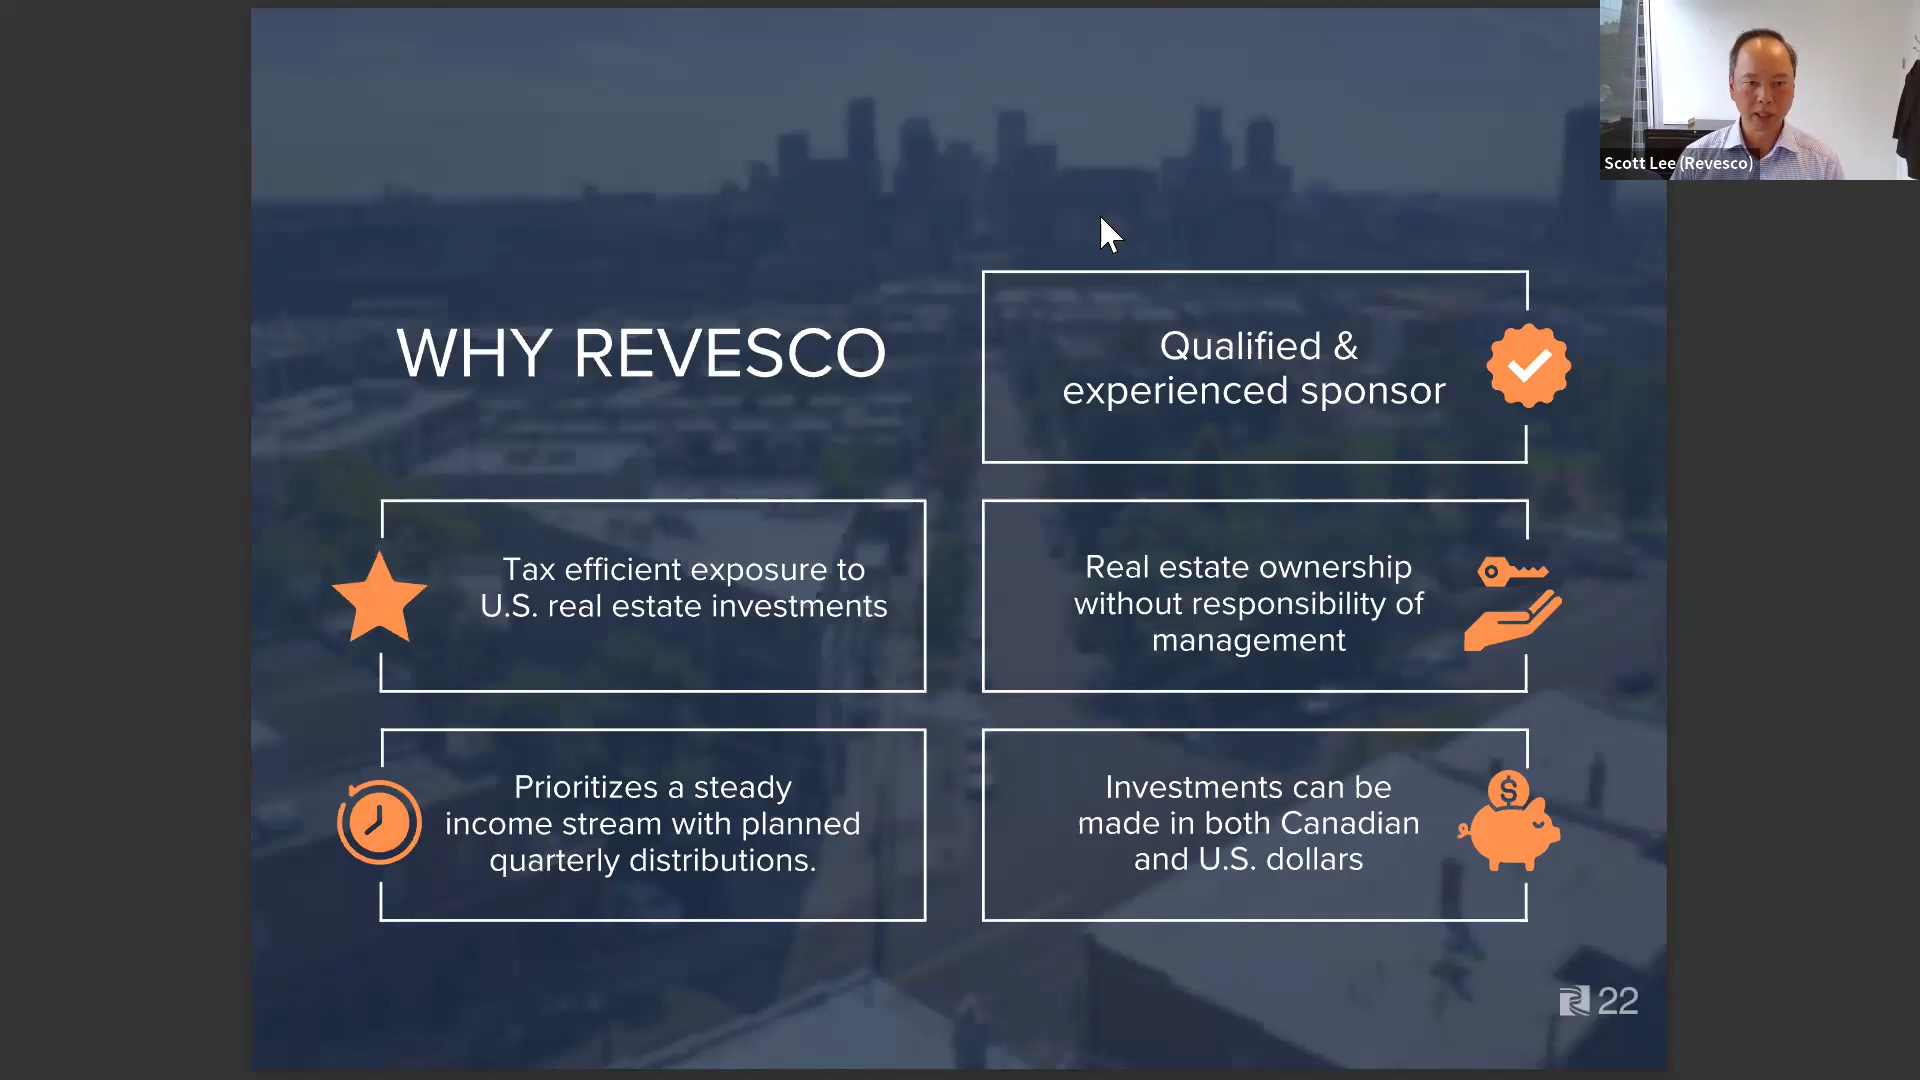 Scott Lee (Revesco)
WHY REVESCO
Qualified &
experienced sponsor
Tax efficient exposure to
U.S. real estate investments
Real estate ownership
without responsibility of
management
Prioritizes a steady
income stream with planned
quarterly distributions.
Investments can be
made in both Canadian
and U.S. dollars
$
22